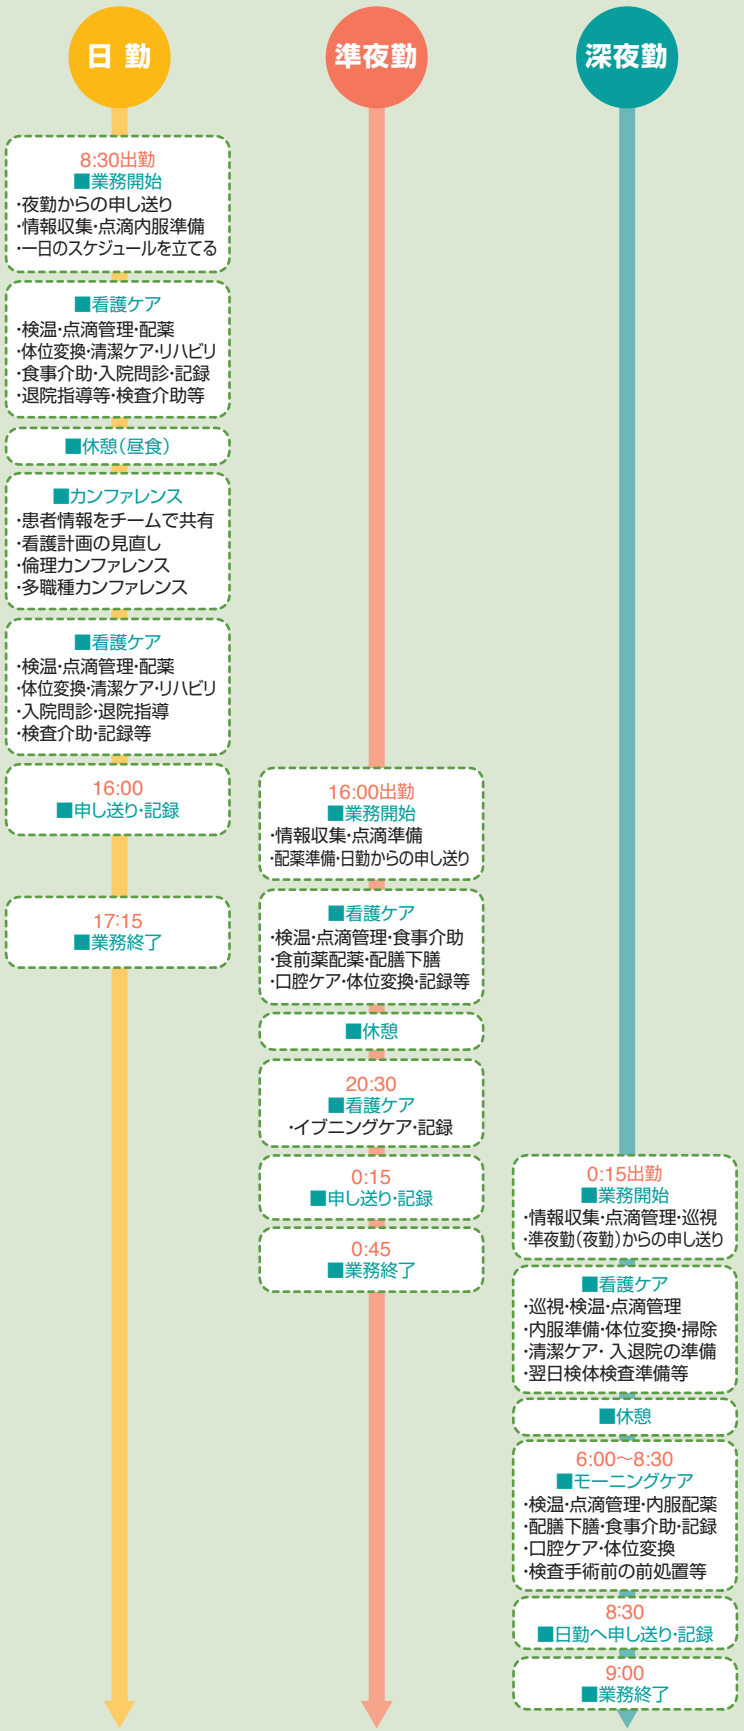 日 勤
8:30出勤
■業務開始
・夜勤からの申し送り
・情報収集・点滴内服準備
・一日のスケジュールを立てる
■看護ケア
・検温・点滴管理・配薬
・体位変換・清潔ケア・リハビリ
・食事介助・入院問診・記録
・退院指導等・検査介助等
■休憩（昼食）
■カンファレンス
・患者情報をチームで共有
・看護計画の見直し
・倫理カンファレンス
・多職種カンファレンス
■看護ケア
・検温・点滴管理・配薬
・体位変換・清潔ケア・リハビリ
・入院問診・退院指導
・検査介助・記録等
16:00
■申し送り・記録
17:15
■業務終了
準夜勤
16:00出勤
■業務開始
・情報収集・点滴準備
・配薬準備・日勤からの申し送り
■看護ケア
・検温・点滴管理・食事介助
・食前薬配薬・配膳下膳
・口腔ケア・体位変換・記録等
■休憩
20:30
■看護ケア
・イブニングケア・記録
0:15
■申し送り・記録
0:45
■業務終了
深夜勤
0:15出勤
■業務開始
・情報収集・点滴管理・巡視
・準夜勤（夜勤）からの申し送り
■看護ケア
・巡視・検温・点滴管理
・内服準備・体位変換・掃除
・清潔ケア・ 入退院の準備
・翌日検体検査準備等
■休憩
6:00〜8:30
■モーニングケア
・検温・点滴管理・内服配薬
・配膳下膳・食事介助・記録
・口腔ケア・体位変換
・検査手術前の前処置等
8:30
■日勤へ申し送り・記録
9:00
■業務終了